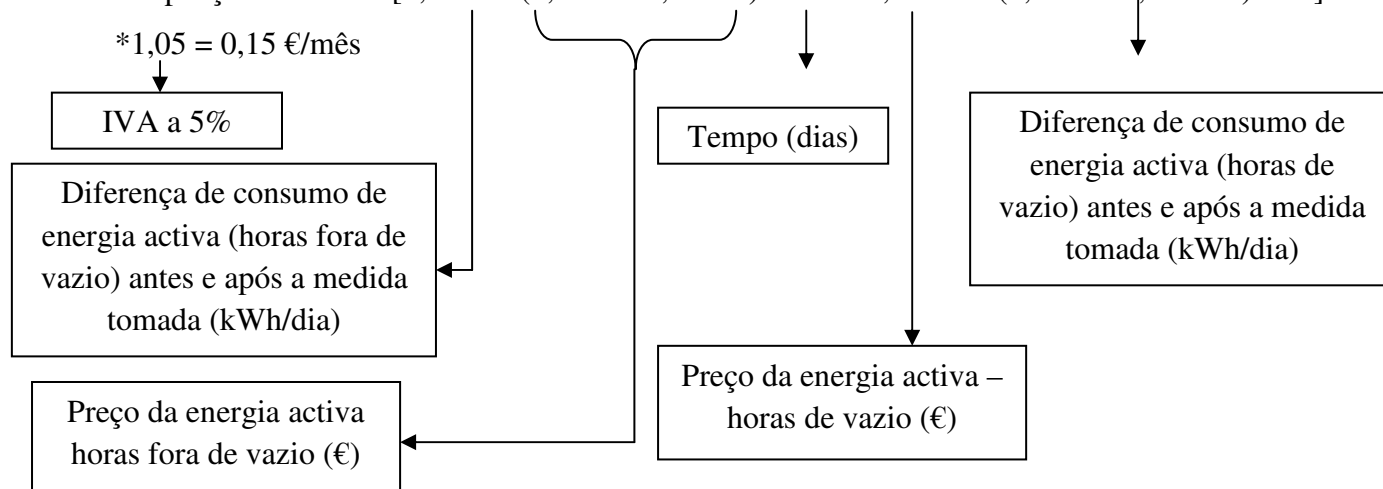 *1,05 = 0,15 €/mês
IVA a 5%
Tempo (dias)
Diferença de consumo de
energia activa (horas de
vazio) antes e após a medida
tomada (kWh/dia)
Diferença de consumo de
energia activa (horas fora de
vazio) antes e após a medida
tomada (kWh/dia)
Preço da energia activa –
horas de vazio (€)
Preço da energia activa
horas fora de vazio (€)